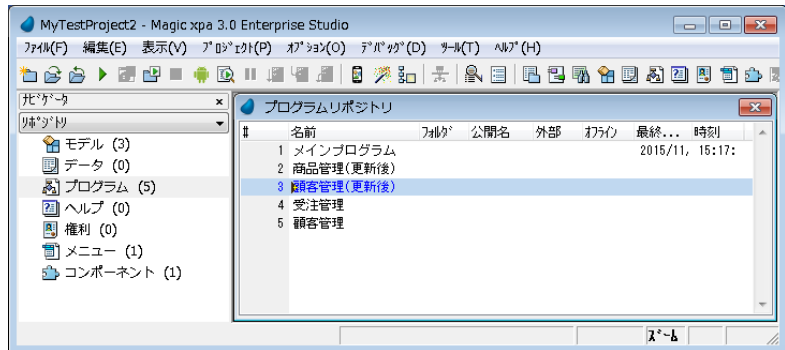 MyTestProject2 - Magic xpa 3.0 Enterprise Studio
ﾌｧｲﾙ(F) 編集(E) 表示(V) ﾌﾟﾛｼﾞｪｸﾄ(P) ｵﾌﾟｼｮﾝ(O) ﾃﾞﾊﾞｯｸﾞ(D) ﾂｰﾙ(T) ﾍﾙﾌﾟ(H)
ﾅﾋﾞｹﾞｰﾀ
ﾘﾎﾟｼﾞﾄﾘ
モデル (3)
データ (0)
プログラム (5)
ヘルプ (0)
権利 (0)
メニュー (1)
コンポーネント (1)
プログラムリポジトリ
# 名前 ﾌｫﾙﾀﾞ 公開名 外部 ｵﾌﾗｲﾝ 最終... 時刻
1 メインプログラム 2015/11, 15:17:
2 商品管理(更新後)
3 顧客管理(更新後)
4 受注管理
5 顧客管理
ｽﾞｰﾑ